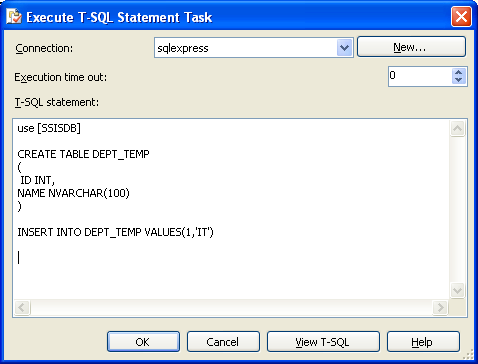 Execute T-SQL Statement Task
Connection: sqlexpress New...
Execution time out: 0
T-SQL statement:
use [SSISDB]
CREATE TABLE DEPT_TEMP
(
ID INT,
NAME NVARCHAR(100)
)
INSERT INTO DEPT_TEMP VALUES(1,'IT')
OK Cancel View T-SQL Help